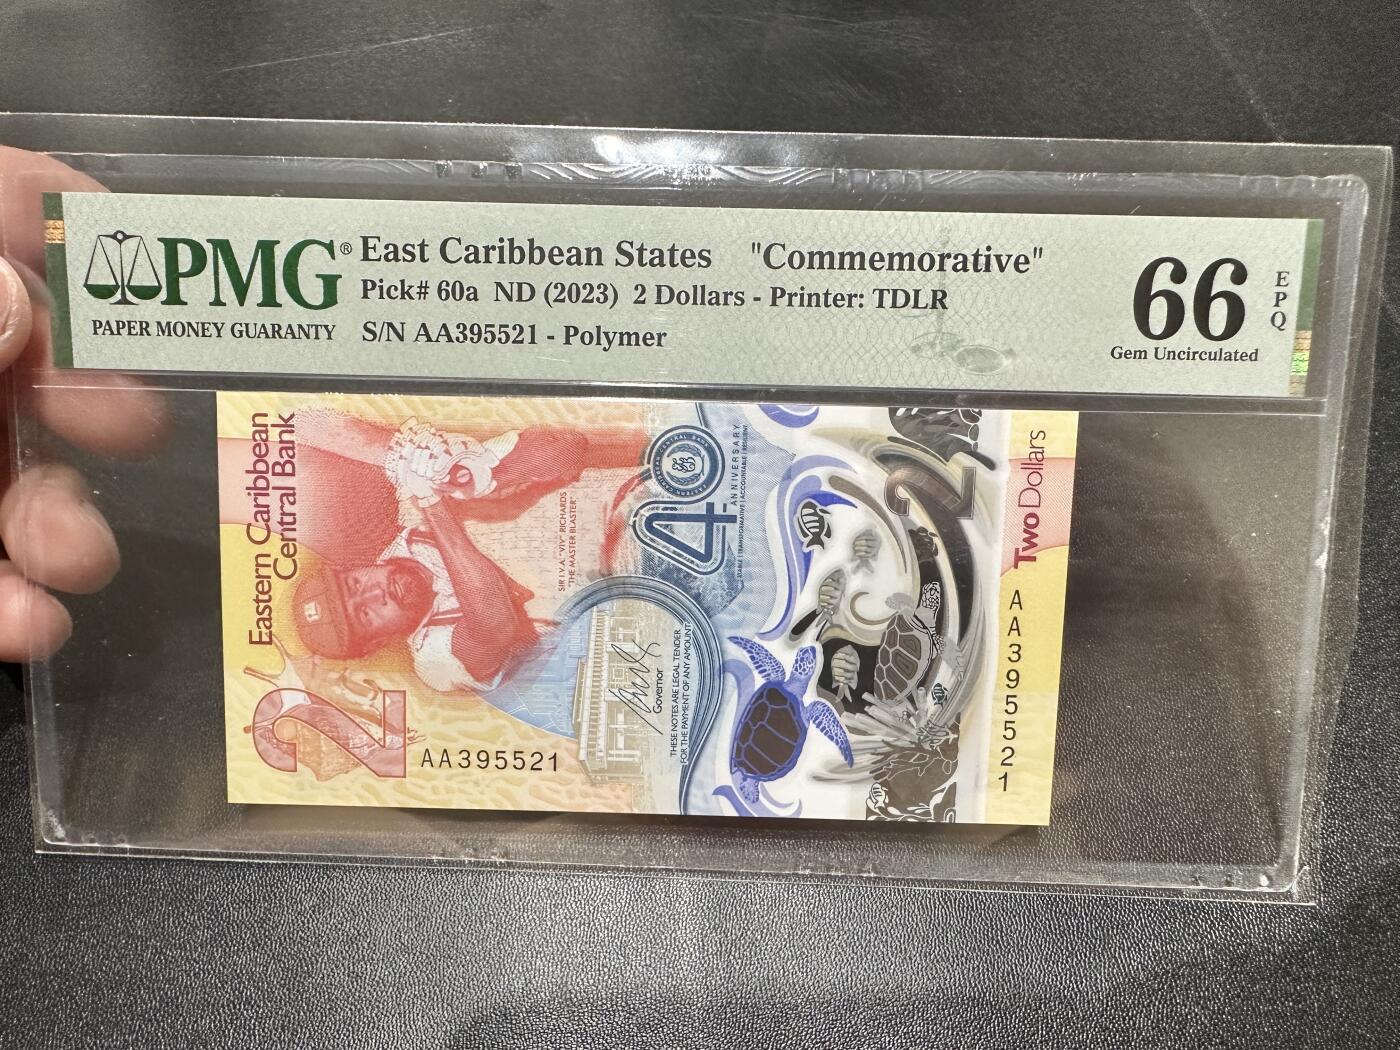 PMG®
PAPER MONEY GUARANTY
East Caribbean States "Commemorative"
Pick# 60a ND (2023) 2 Dollars - Printer: TDLR
S/N AA395521 - Polymer
66
EPQ
Gem Uncirculated
Eastern Caribbean
Central Bank
SIR I.V.A. "VIV" RICHARDS
"THE MASTER BLASTER"
40
ANNIVERSARY
2
Two Dollars
AA395521
Governor
THESE NOTES ARE LEGAL TENDER
FOR THE PAYMENT OF ANY AMOUNT
2
AA395521